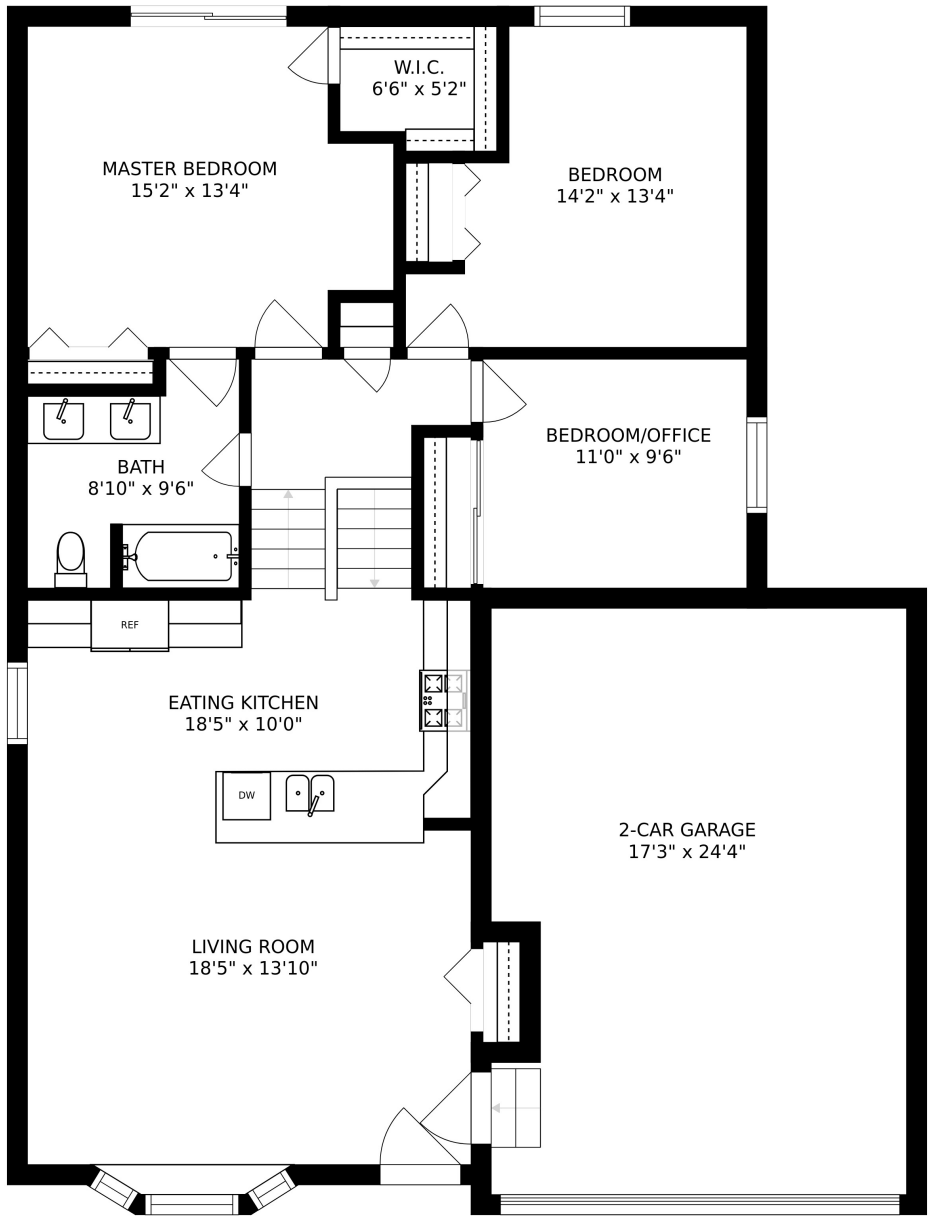 W.I.C.
6'6" x 5'2"
MASTER BEDROOM
15'2" x 13'4"
BEDROOM
14'2" x 13'4"
BEDROOM/OFFICE
11'0" x 9'6"
BATH
8'10" x 9'6"
REF
EATING KITCHEN
18'5" x 10'0"
DW
2-CAR GARAGE
17'3" x 24'4"
LIVING ROOM
18'5" x 13'10"